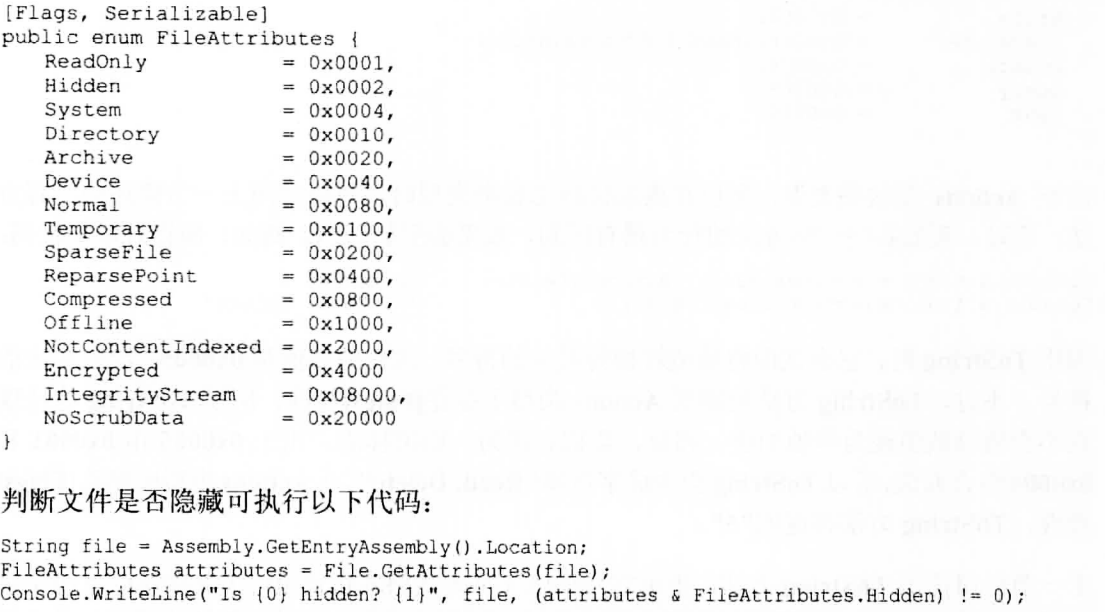 [Flags, Serializable]
public enum FileAttributes {
ReadOnly = 0x0001,
Hidden = 0x0002,
System = 0x0004,
Directory = 0x0010,
Archive = 0x0020,
Device = 0x0040,
Normal = 0x0080,
Temporary = 0x0100,
SparseFile = 0x0200,
ReparsePoint = 0x0400,
Compressed = 0x0800,
Offline = 0x1000,
NotContentIndexed = 0x2000,
Encrypted = 0x4000
IntegrityStream = 0x08000,
NoScrubData = 0x20000
}
判断文件是否隐藏可执行以下代码:
String file = Assembly.GetEntryAssembly().Location;
FileAttributes attributes = File.GetAttributes(file);
Console.WriteLine("Is {0} hidden? {1}", file, (attributes & FileAttributes.Hidden) != 0);